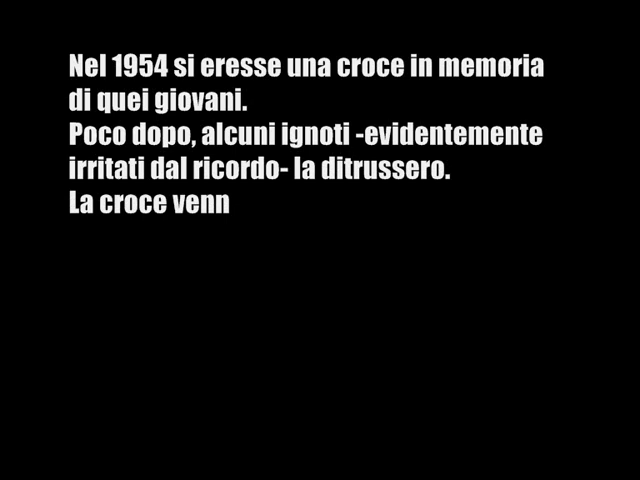 Nel 1954 si eresse una croce in memoria
di quei giovani.
Poco dopo, alcuni ignoti -evidentemente
irritati dal ricordo- la ditrussero.
La croce venn